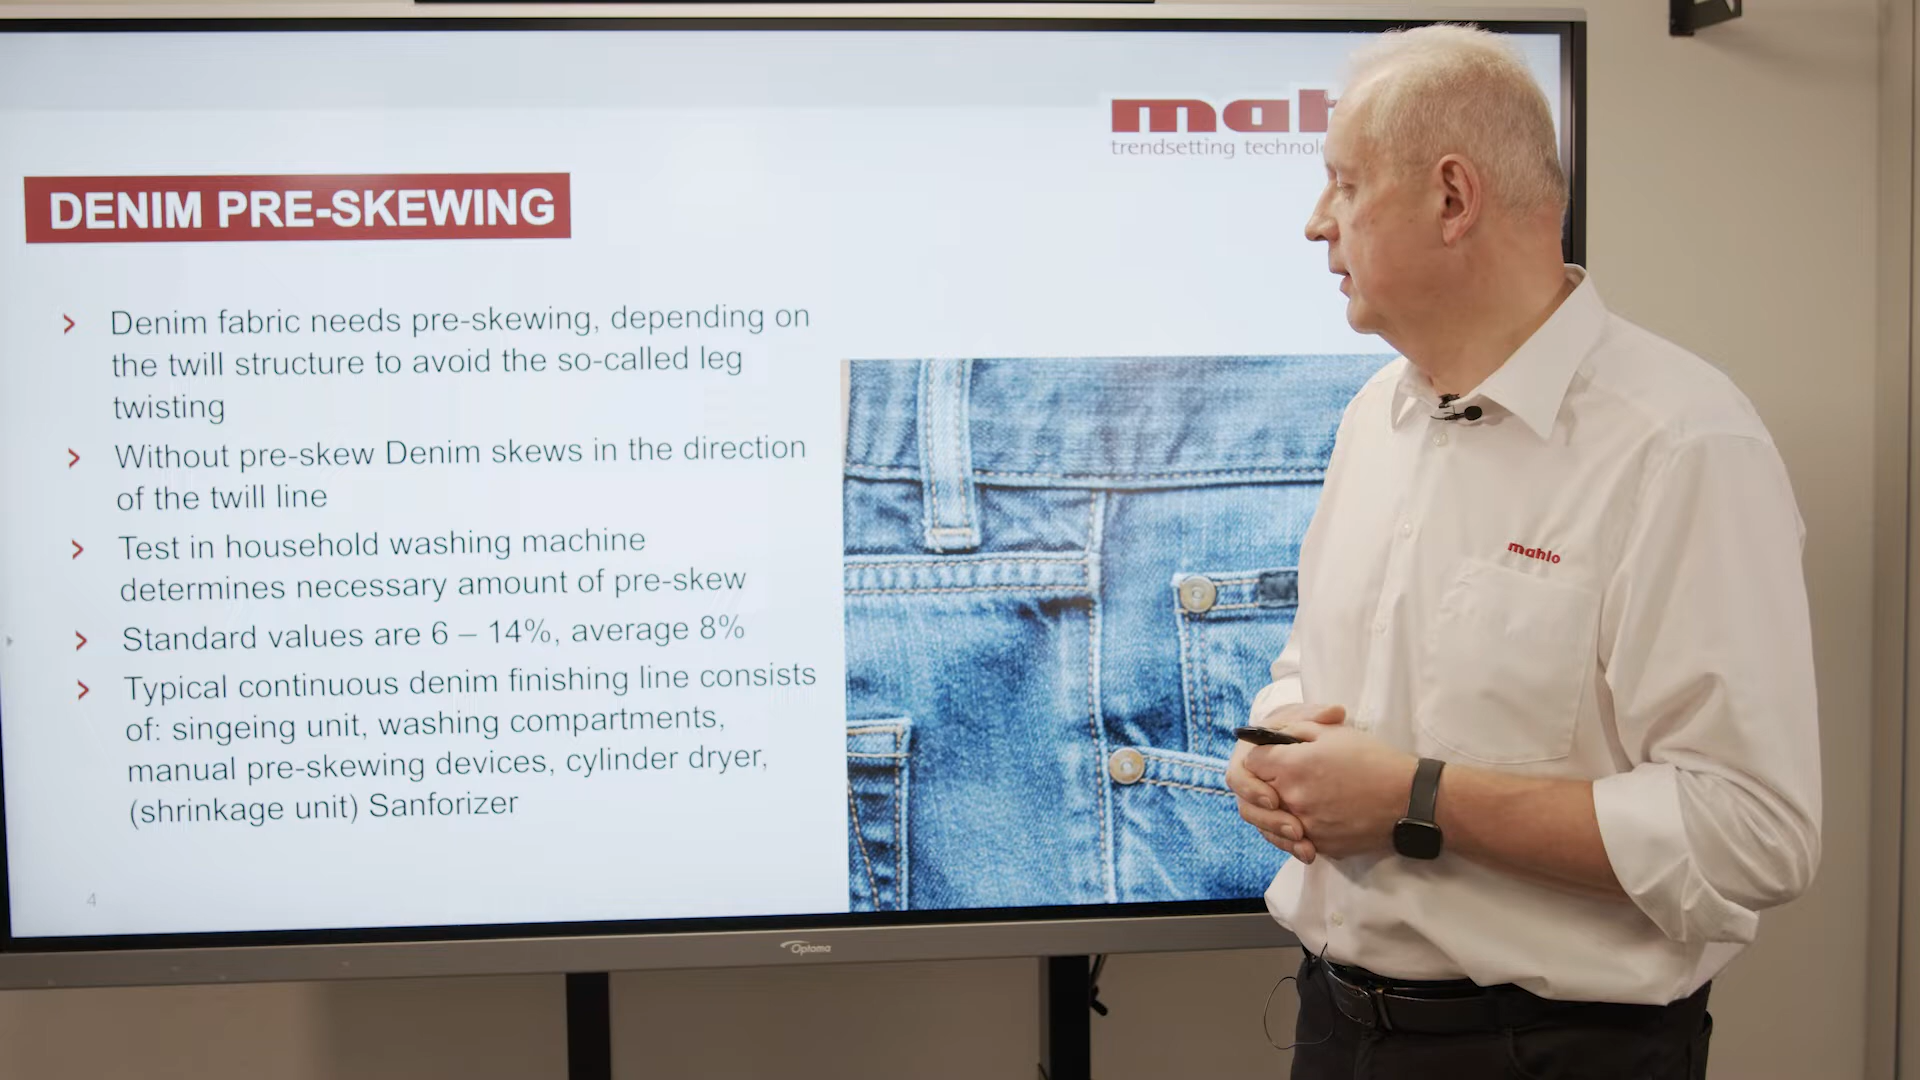 mah
trendsetting technol
DENIM PRE-SKEWING
Denim fabric needs pre-skewing, depending on
the twill structure to avoid the so-called leg
twisting
Without pre-skew Denim skews in the direction
of the twill line
Test in household washing machine
determines necessary amount of pre-skew
Standard values are 6 – 14%, average 8%
Typical continuous denim finishing line consists
of: singeing unit, washing compartments,
manual pre-skewing devices, cylinder dryer,
(shrinkage unit) Sanforizer
4
Optoma
mahlo